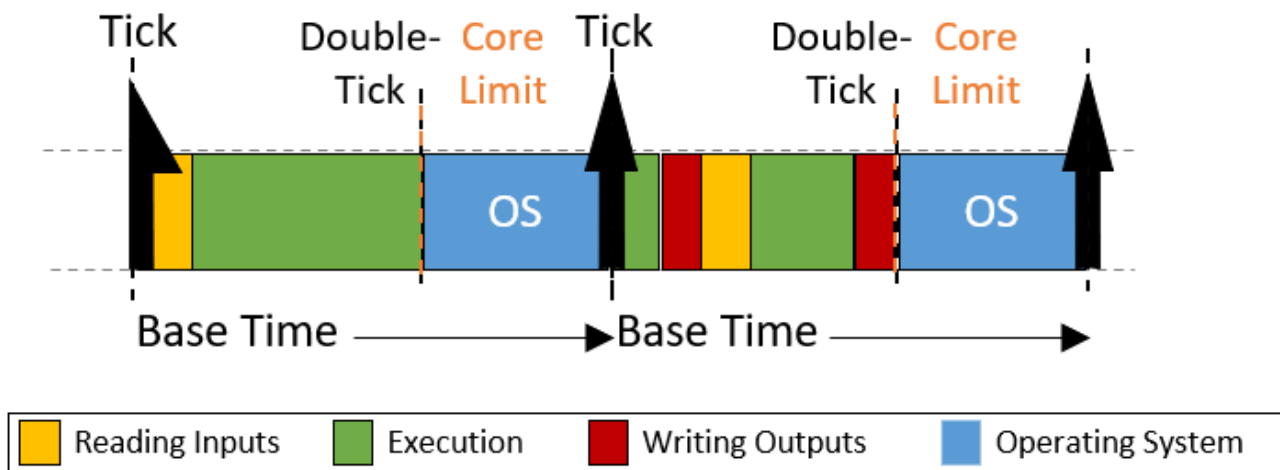 Tick
Double-
Tick
Core
Limit
Tick
Double-
Tick
Core
Limit
OS
OS
Base Time
Base Time
Reading Inputs
Execution
Writing Outputs
Operating System